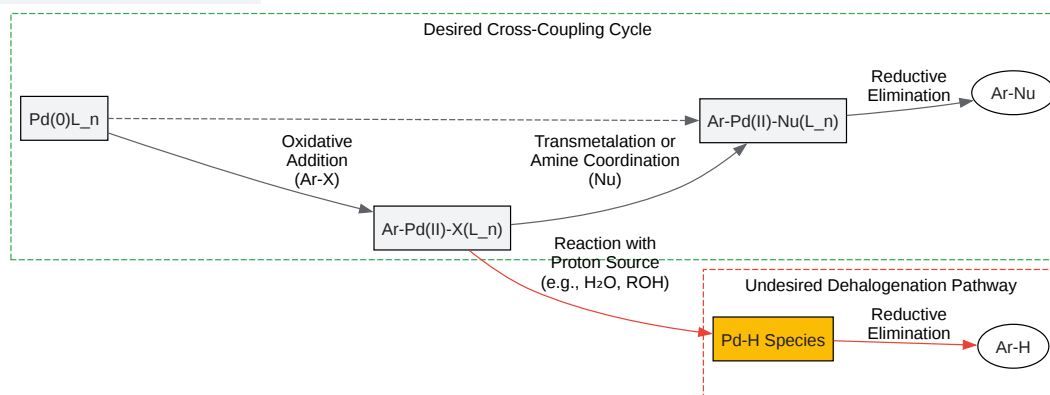 Desired Cross-Coupling Cycle
Pd(0)L_n
Oxidative
Addition
(Ar-X)
Ar-Pd(II)-X(L_n)
Transmetalation or
Amine Coordination
(Nu)
Ar-Pd(II)-Nu(L_n)
Reductive
Elimination
Ar-Nu
Reaction with
Proton Source
(e.g., H₂O, ROH)
Undesired Dehalogenation Pathway
Pd-H Species
Reductive
Elimination
Ar-H